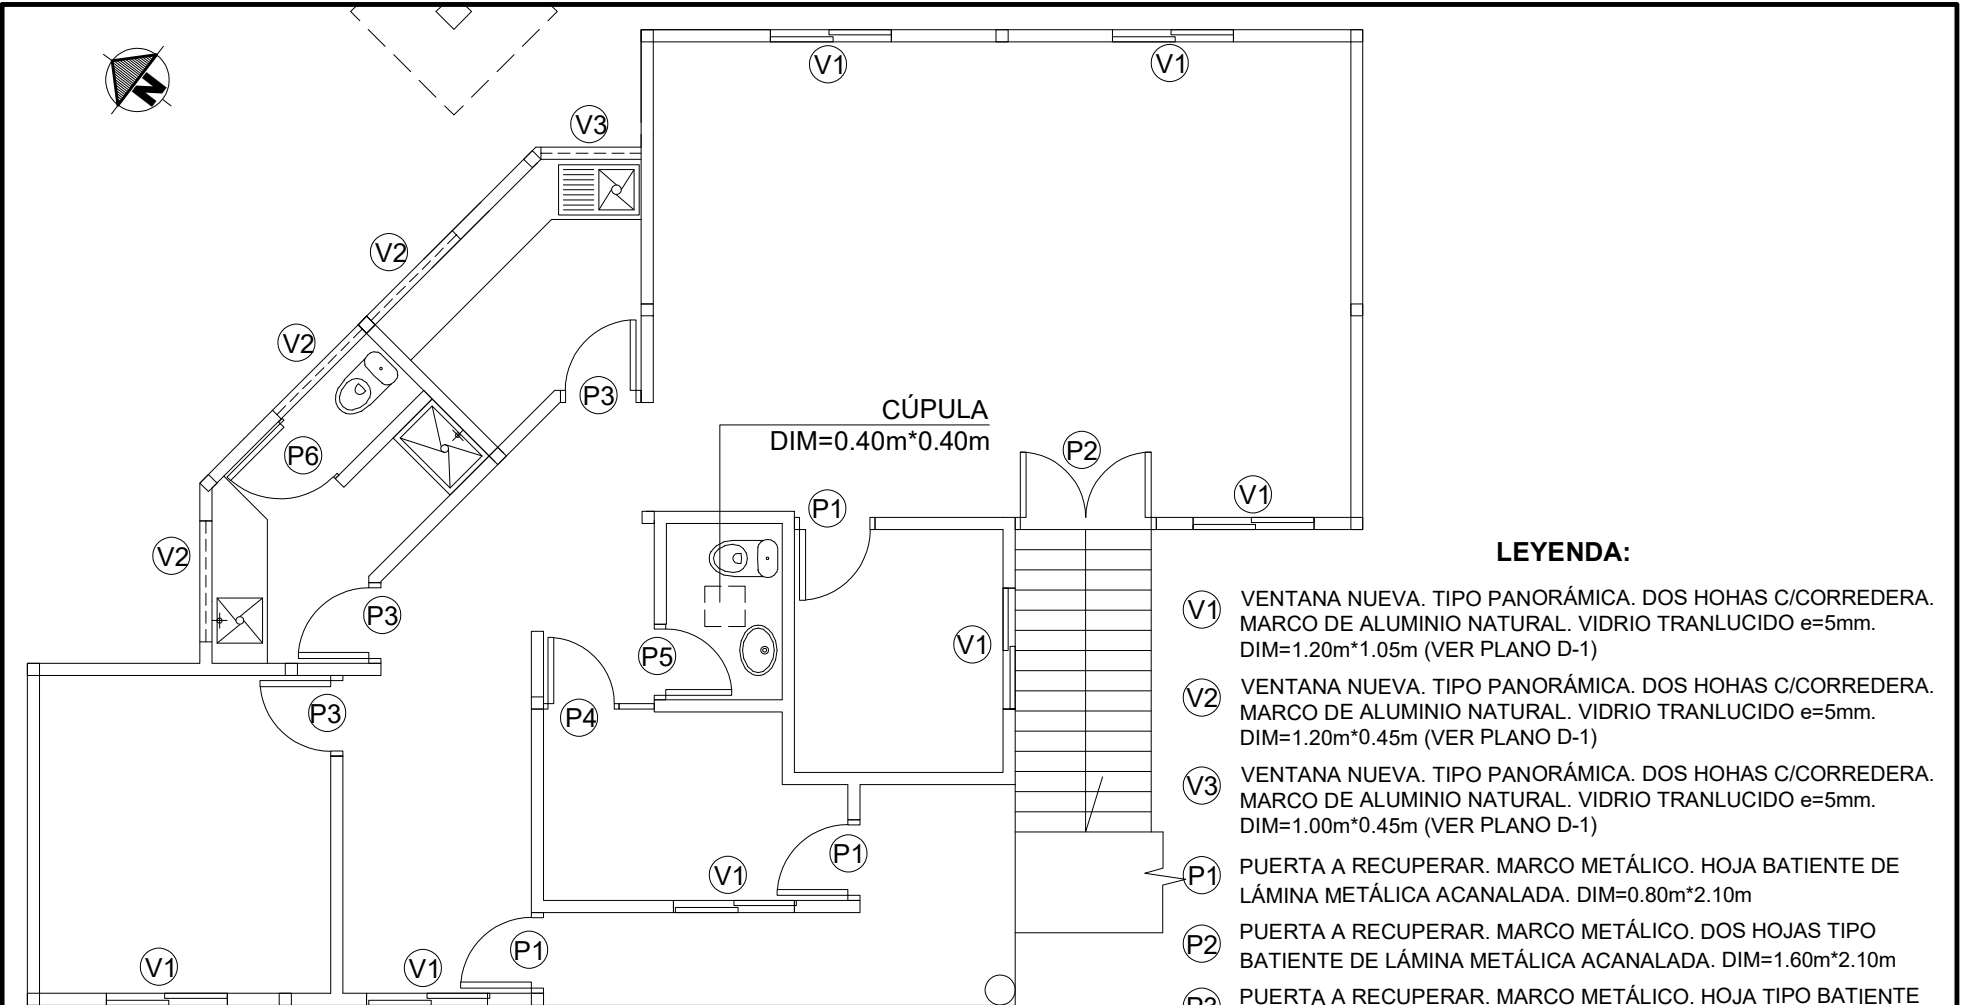 N
V1
V1
V3
V2
V2
P3
CÚPULA
DIM=0.40m*0.40m
P2
P6
V1
P1
V2
P3
P5
V1
P4
P3
P1
V1
P1
V1
V1
LEYENDA:
V1 VENTANA NUEVA. TIPO PANORÁMICA. DOS HOHAS C/CORREDERA.
MARCO DE ALUMINIO NATURAL. VIDRIO TRANLUCIDO e=5mm.
DIM=1.20m*1.05m (VER PLANO D-1)
V2 VENTANA NUEVA. TIPO PANORÁMICA. DOS HOHAS C/CORREDERA.
MARCO DE ALUMINIO NATURAL. VIDRIO TRANLUCIDO e=5mm.
DIM=1.20m*0.45m (VER PLANO D-1)
V3 VENTANA NUEVA. TIPO PANORÁMICA. DOS HOHAS C/CORREDERA.
MARCO DE ALUMINIO NATURAL. VIDRIO TRANLUCIDO e=5mm.
DIM=1.00m*0.45m (VER PLANO D-1)
P1 PUERTA A RECUPERAR. MARCO METÁLICO. HOJA BATIENTE DE
LÁMINA METÁLICA ACANALADA. DIM=0.80m*2.10m
P2 PUERTA A RECUPERAR. MARCO METÁLICO. DOS HOJAS TIPO
BATIENTE DE LÁMINA METÁLICA ACANALADA. DIM=1.60m*2.10m
P3 PUERTA A RECUPERAR. MARCO METÁLICO. HOJA TIPO BATIENTE